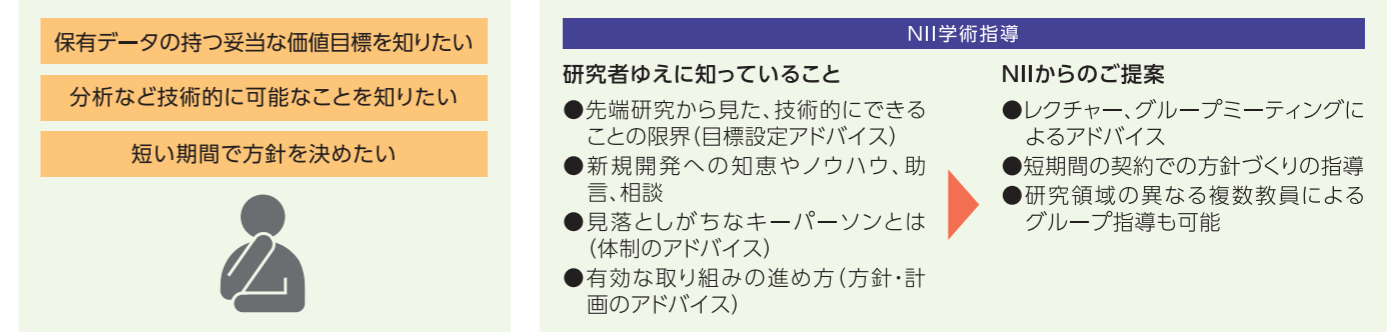 保有データの持つ妥当な価値目標を知りたい
分析など技術的に可能なことを知りたい
短い期間で方針を決めたい
NII学術指導
研究者ゆえに知っていること
●先端研究から見た、技術的にできる
ことの限界(目標設定アドバイス)
●新規開発への知恵やノウハウ、助
言、相談
●見落としがちなキーパーソンとは
(体制のアドバイス)
●有効な取り組みの進め方(方針・計
画のアドバイス)
NIIからのご提案
●レクチャー、グループミーティングに
よるアドバイス
●短期間の契約での方針づくりの指導
●研究領域の異なる複数教員による
グループ指導も可能